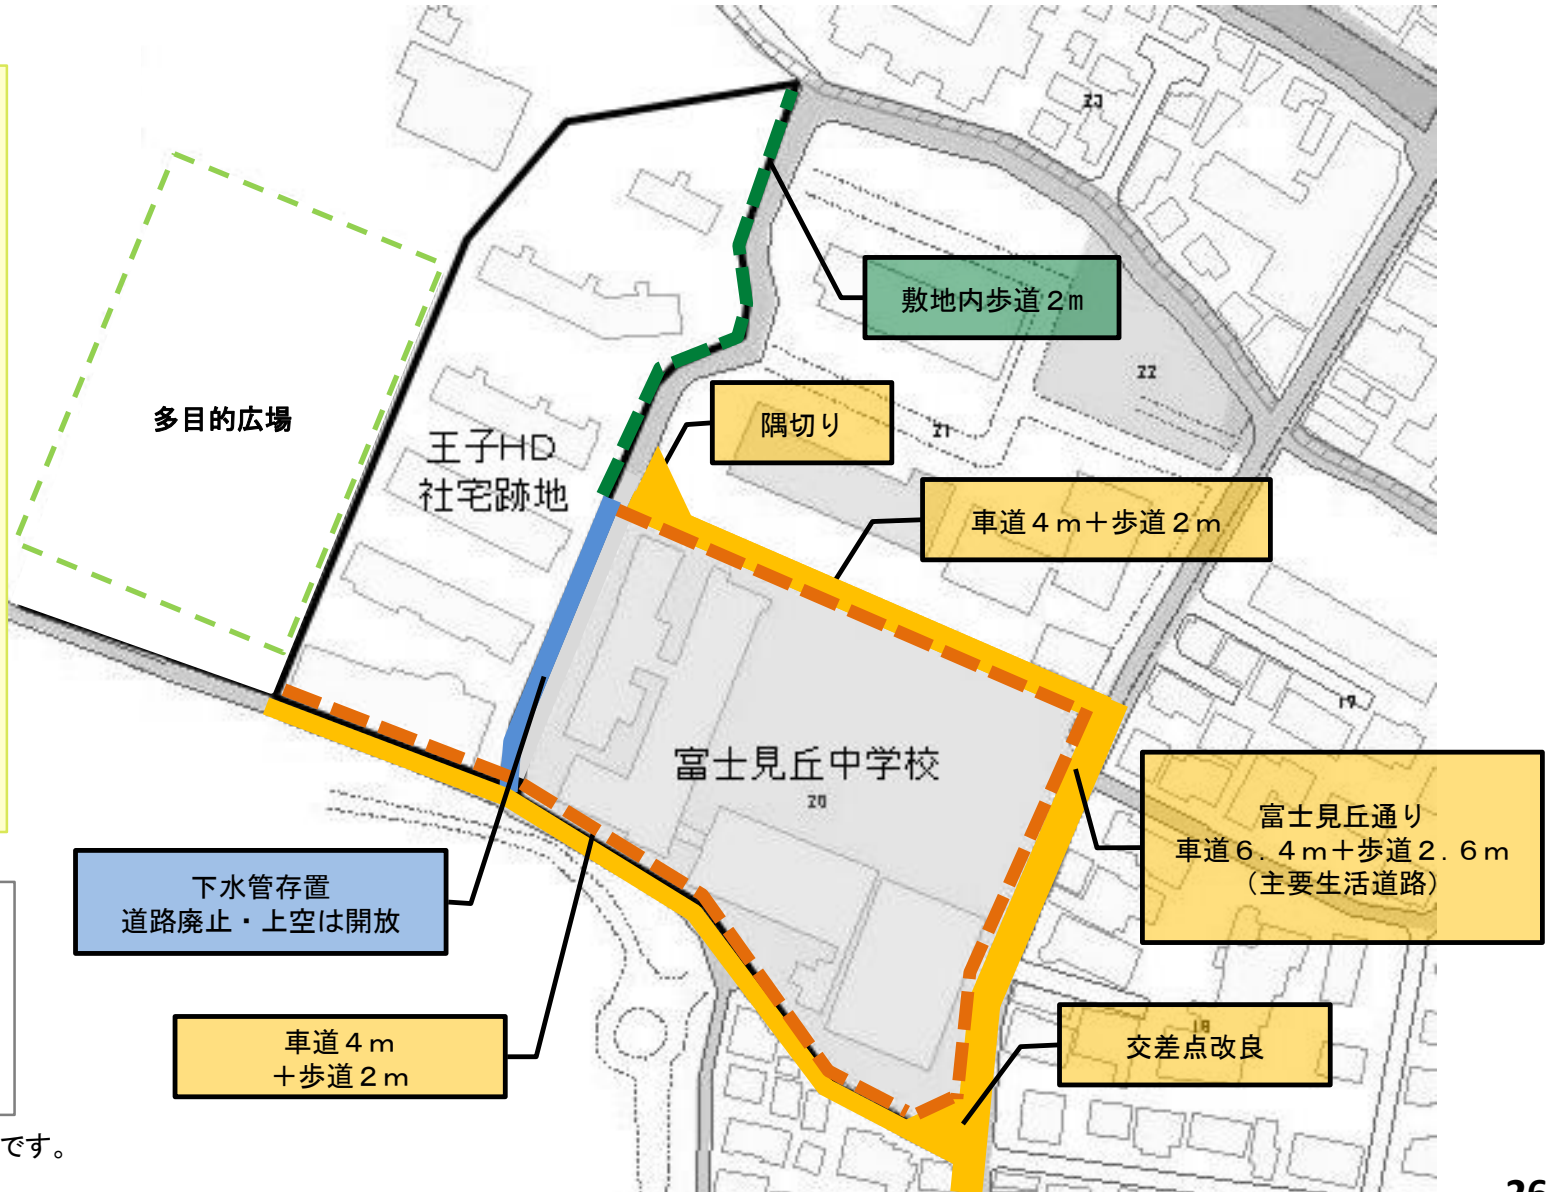 23
敷地内歩道２ｍ
22
隅切り
21
多目的広場
王子HD
社宅跡地
車道４ｍ＋歩道２ｍ
19
富士見丘中学校
20
富士見丘通り
車道６．４ｍ＋歩道２．６ｍ
（主要生活道路）
下水管存置
道路廃止・上空は開放
車道４ｍ
＋歩道２ｍ
18
交差点改良
です。
26